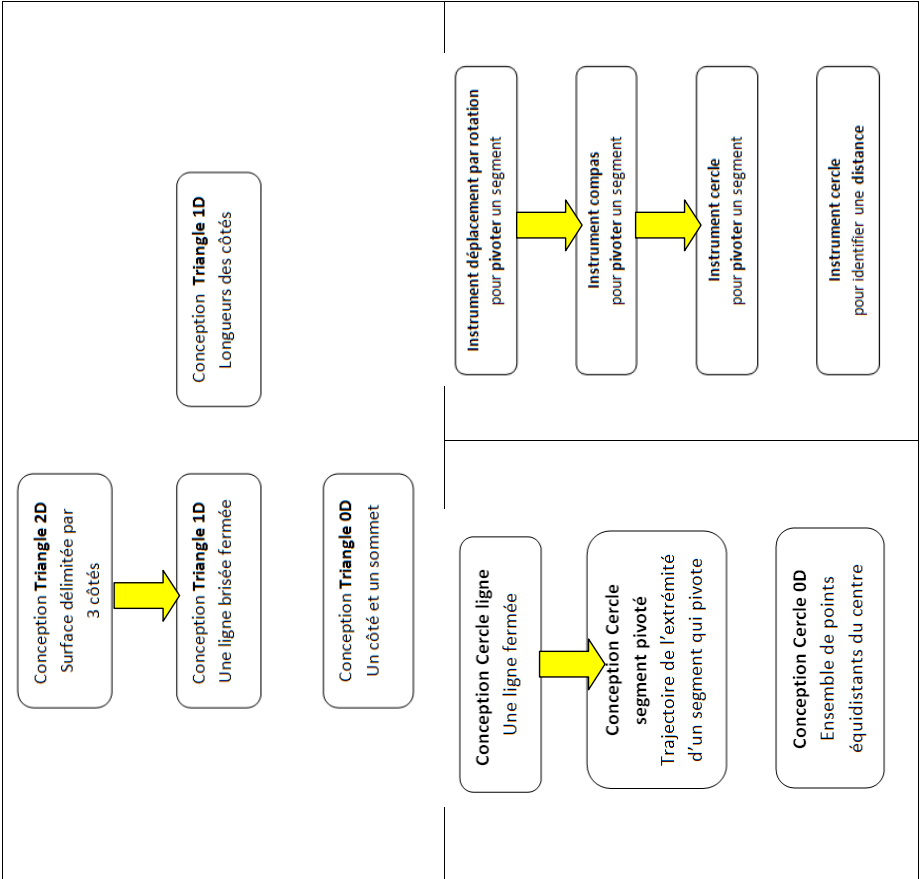 Conception Triangle 2D
Surface délimitée par
3 côtés
Conception Triangle 1D
Une ligne brisée fermée
Conception Triangle 0D
Un côté et un sommet
Conception Triangle 1D
Longueurs des côtés
Conception Cercle ligne
Une ligne fermée
Conception Cercle
segment pivoté
Trajectoire de l'extrémité
d'un segment qui pivote
Conception Cercle 0D
Ensemble de points
équidistants du centre
Instrument déplacement par rotation
pour pivoter un segment
Instrument compas
pour pivoter un segment
Instrument cercle
pour pivoter un segment
Instrument cercle
pour identifier une distance